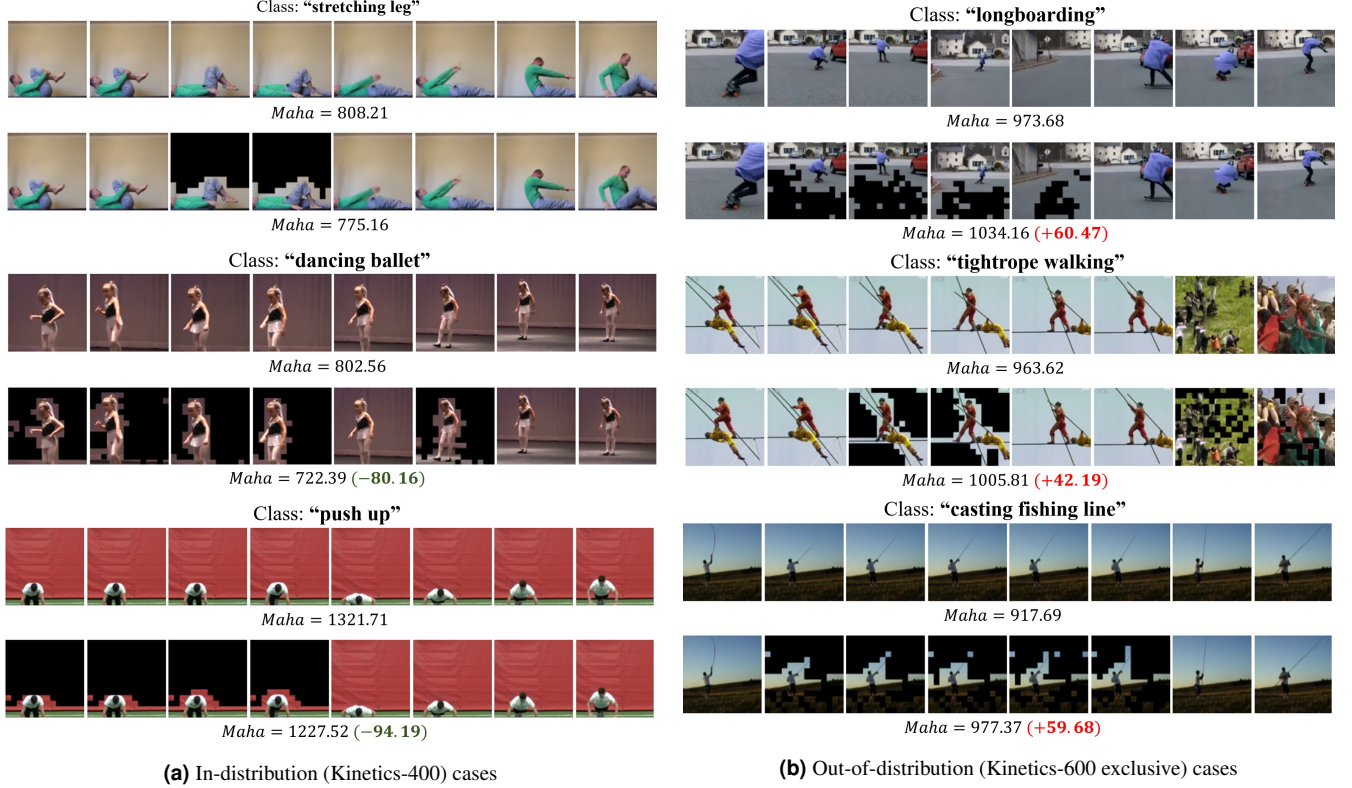 Class: “stretching leg”
Maha = 808.21
Maha = 775.16
Class: “dancing ballet”
Maha = 802.56
Maha = 722.39 (−80.16)
Class: “push up”
Maha = 1321.71
Maha = 1227.52 (−94.19)
(a) In-distribution (Kinetics-400) cases
Class: “longboarding”
Maha = 973.68
Maha = 1034.16 (+60.47)
Class: “tightrope walking”
Maha = 963.62
Maha = 1005.81 (+42.19)
Class: “casting fishing line”
Maha = 917.69
Maha = 977.37 (+59.68)
(b) Out-of-distribution (Kinetics-600 exclusive) cases